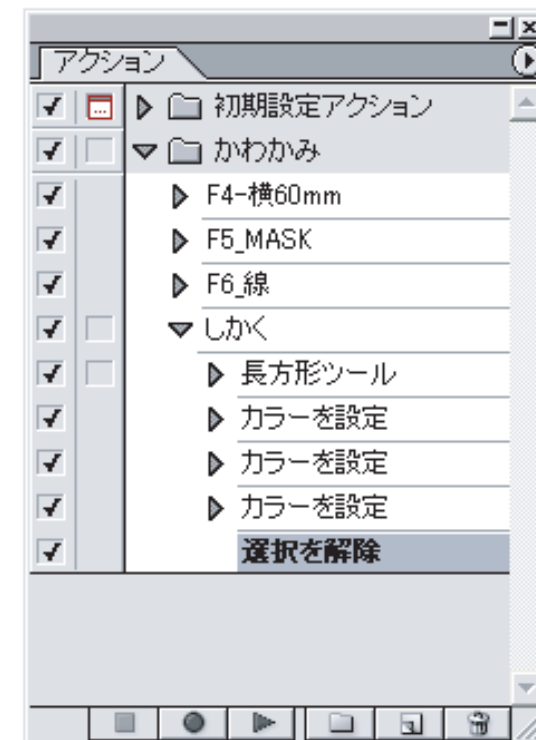 アクション
初期設定アクション
かわかみ
F4-横60mm
F5_MASK
F6_線
しかく
長方形ツール
カラーを設定
カラーを設定
カラーを設定
選択を解除